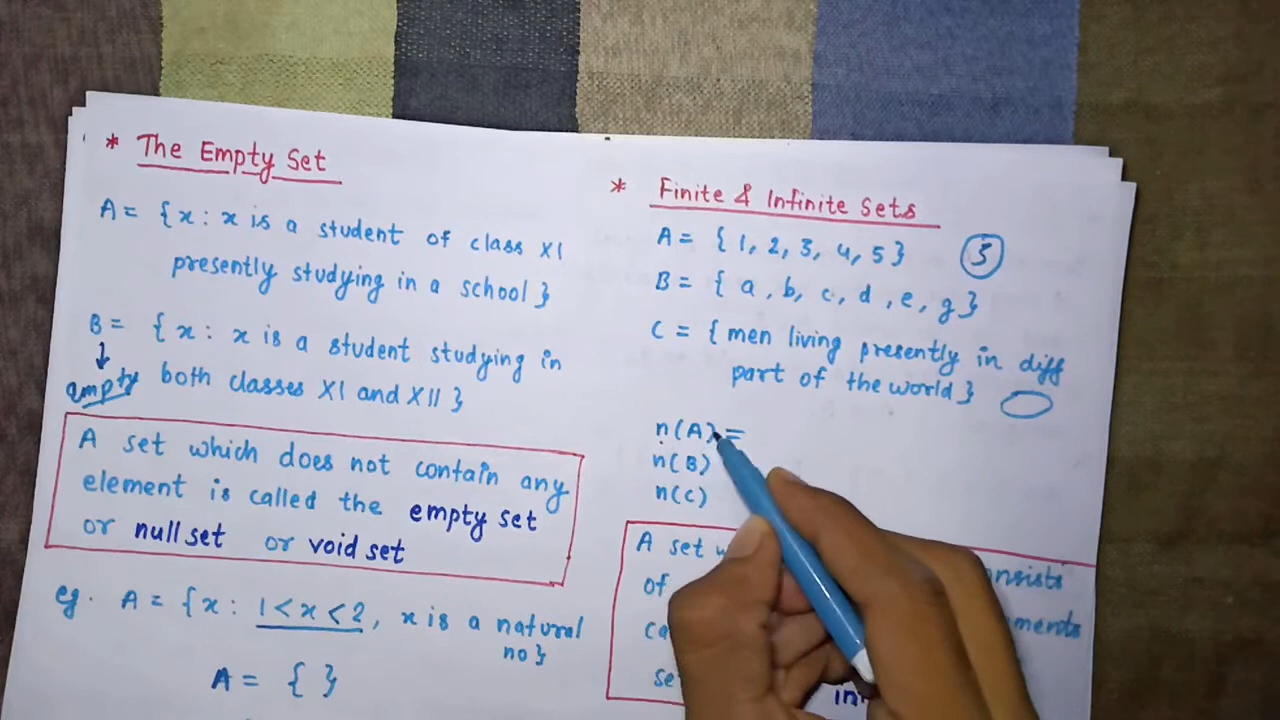 * The Empty Set
A = {x : x is a student of class XI
presently studying in a school}
B = {x : x is a student studying in
both classes XI and XII}
empty
A set which does not contain any
element is called the empty set
or null set or void set
eg. A = {x : 1 < x < 2, x is a natural
no}
A = { }
* Finite & Infinite Sets
A = {1, 2, 3, 4, 5}
5
B = {a, b, c, d, e, g}
C = {men living presently in diff
part of the world}
n(A) =
n(B)
n(C)
A set
of